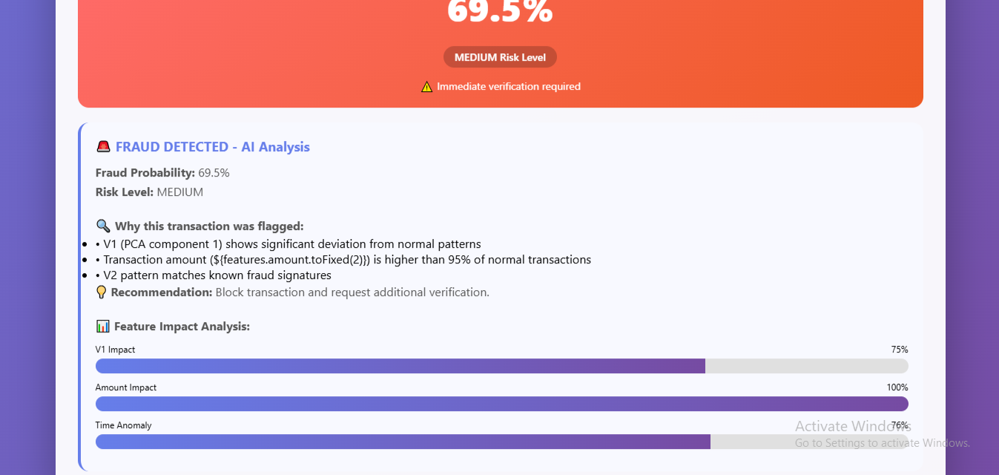 69.5%
MEDIUM Risk Level
⚠️ Immediate verification required
🚨 FRAUD DETECTED - AI Analysis
Fraud Probability: 69.5%
Risk Level: MEDIUM
🔍 Why this transaction was flagged:
• • V1 (PCA component 1) shows significant deviation from normal patterns
• • Transaction amount (${features.amount.toFixed(2)}) is higher than 95% of normal transactions
• • V2 pattern matches known fraud signatures
💡 Recommendation: Block transaction and request additional verification.
📊 Feature Impact Analysis:
V1 Impact 75%
Amount Impact 100%
Time Anomaly 76%
Activate Windows
Go to Settings to activate Windows.